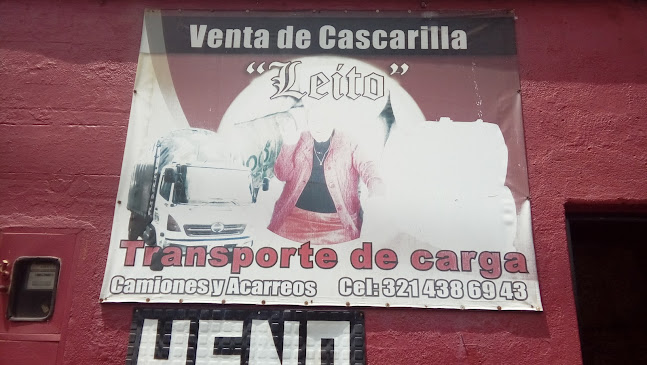 Venta de Cascarilla
"Leito"
Transporte de carga
Camiones y Acarreos Cel: 321 438 69 43